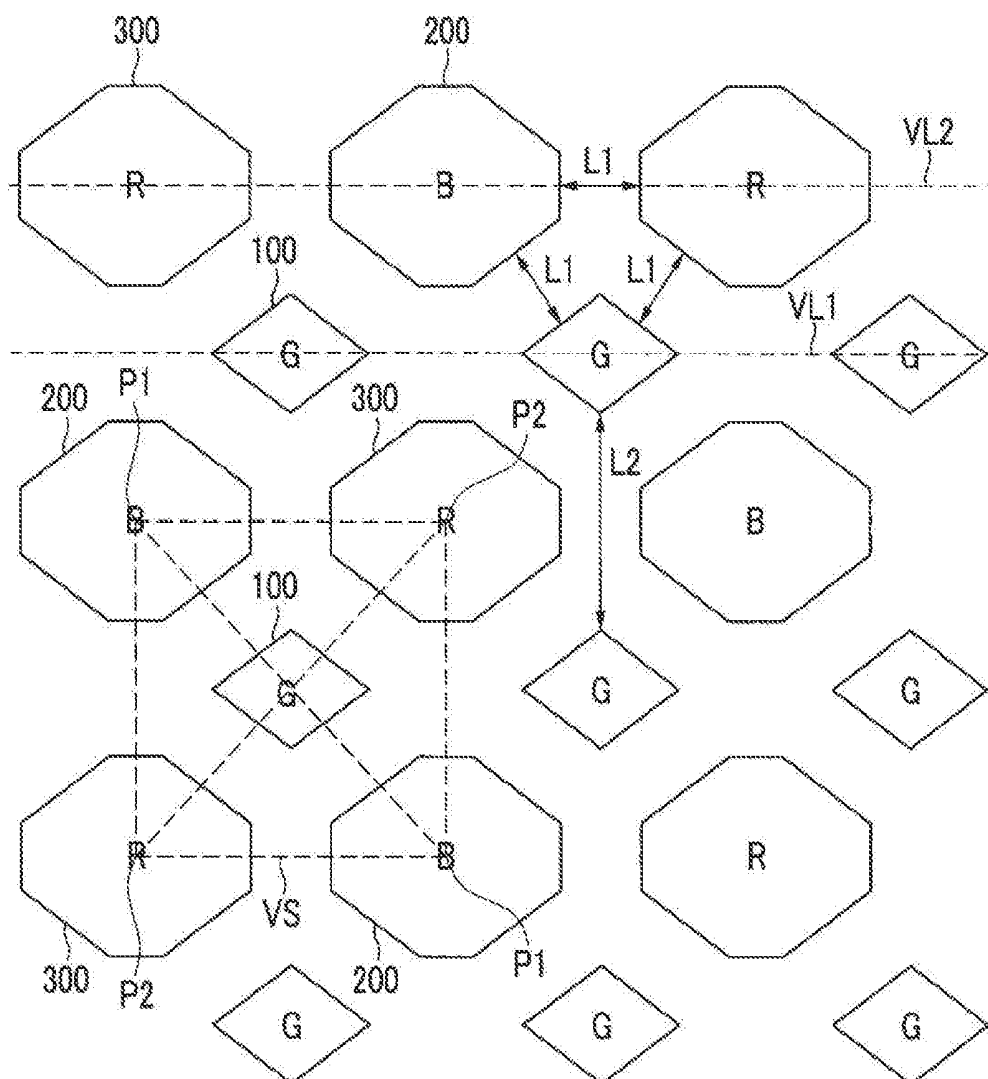 300 200
R B L1 R VL2
100 L1 L1 VL1
G G G
P1
200 300 P2
L2
B R B
100
G G G
R B R
VS
300 P2 200 P1
G G G